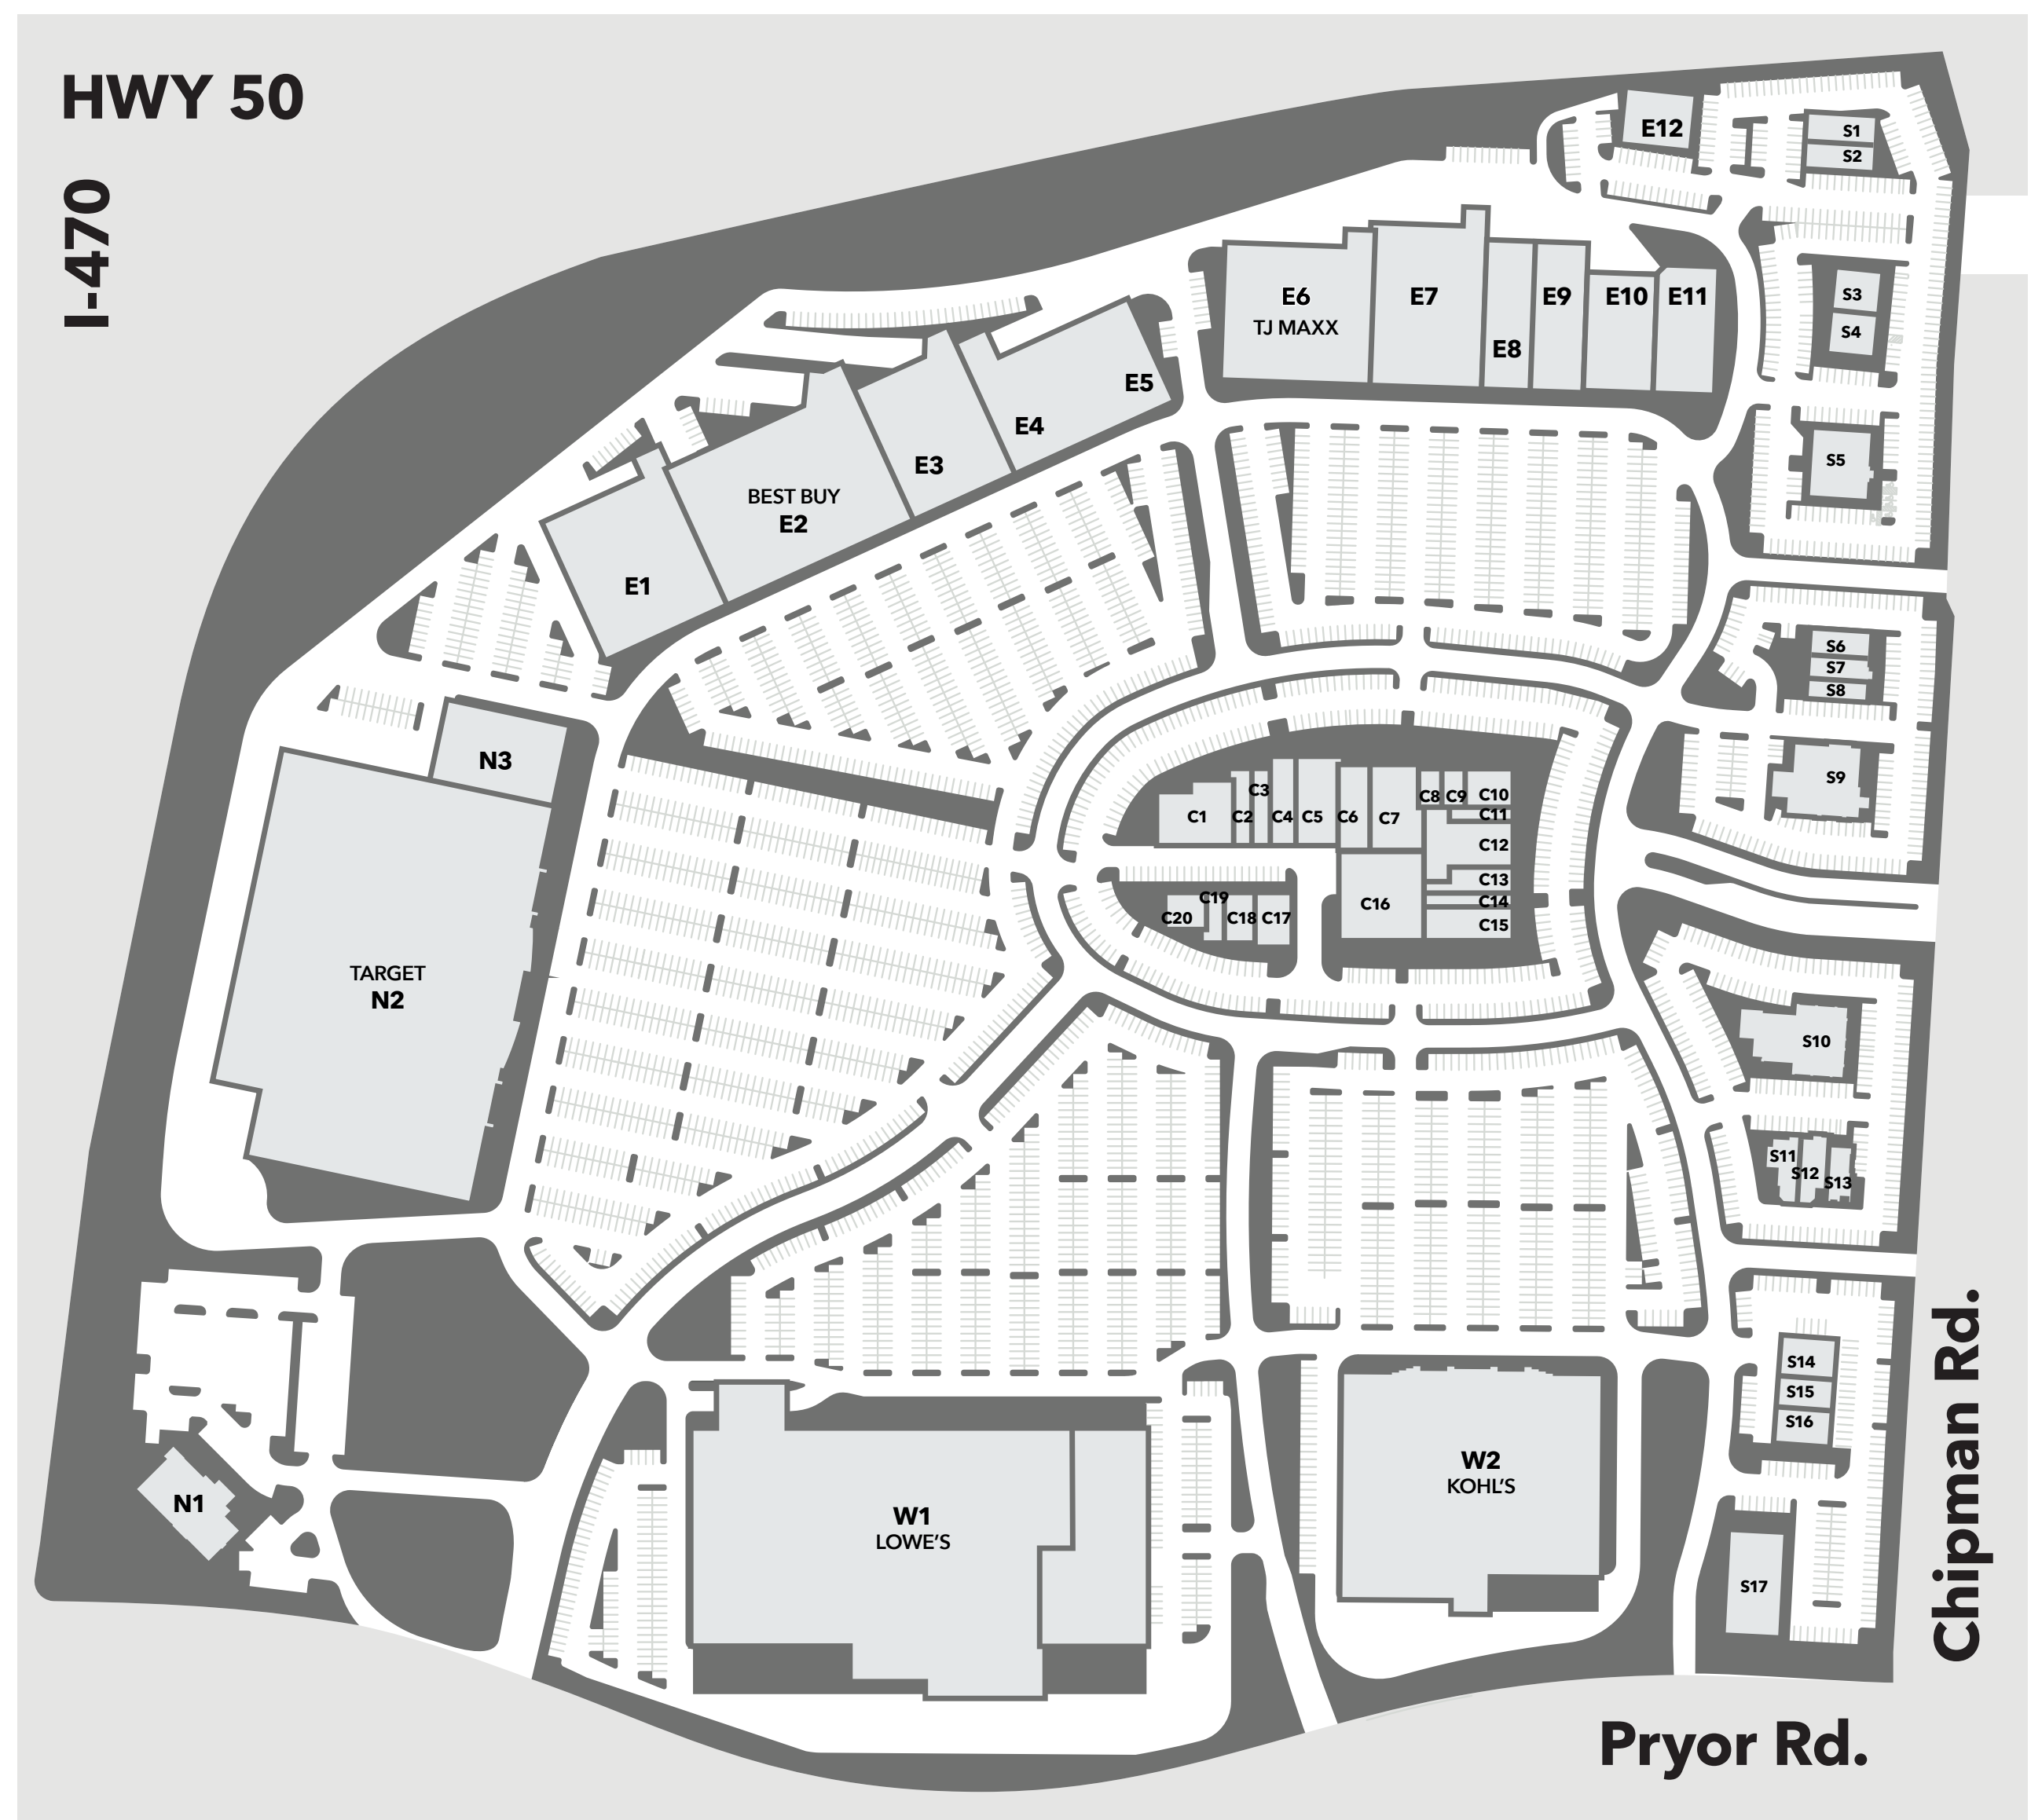 HWY 50
I-470
E12
S1
S2
S3
S4
E6
TJ MAXX
E7
E8
E9
E10
E11
E5
E4
E3
BEST BUY
E2
E1
S5
S6
S7
S8
S9
N3
C1
C2
C3
C4
C5
C6
C7
C8
C9
C10
C11
C12
C13
C14
C15
C16
C17
C18
C19
C20
TARGET
N2
S10
S11
S12
S13
S14
S15
S16
S17
N1
W1
LOWE'S
W2
KOHL'S
Chipman Rd.
Pryor Rd.